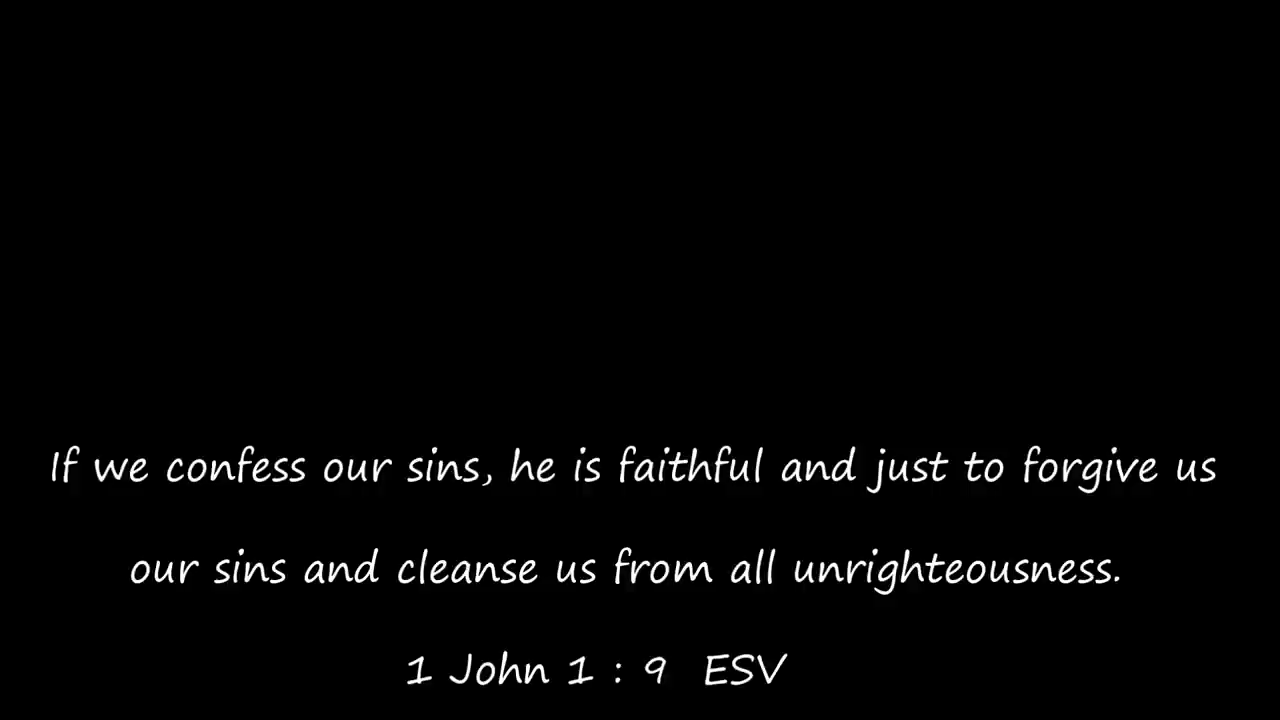 If we confess our sins, he is faithful and just to forgive us
our sins and cleanse us from all unrighteousness.
1 John 1 : 9 ESV